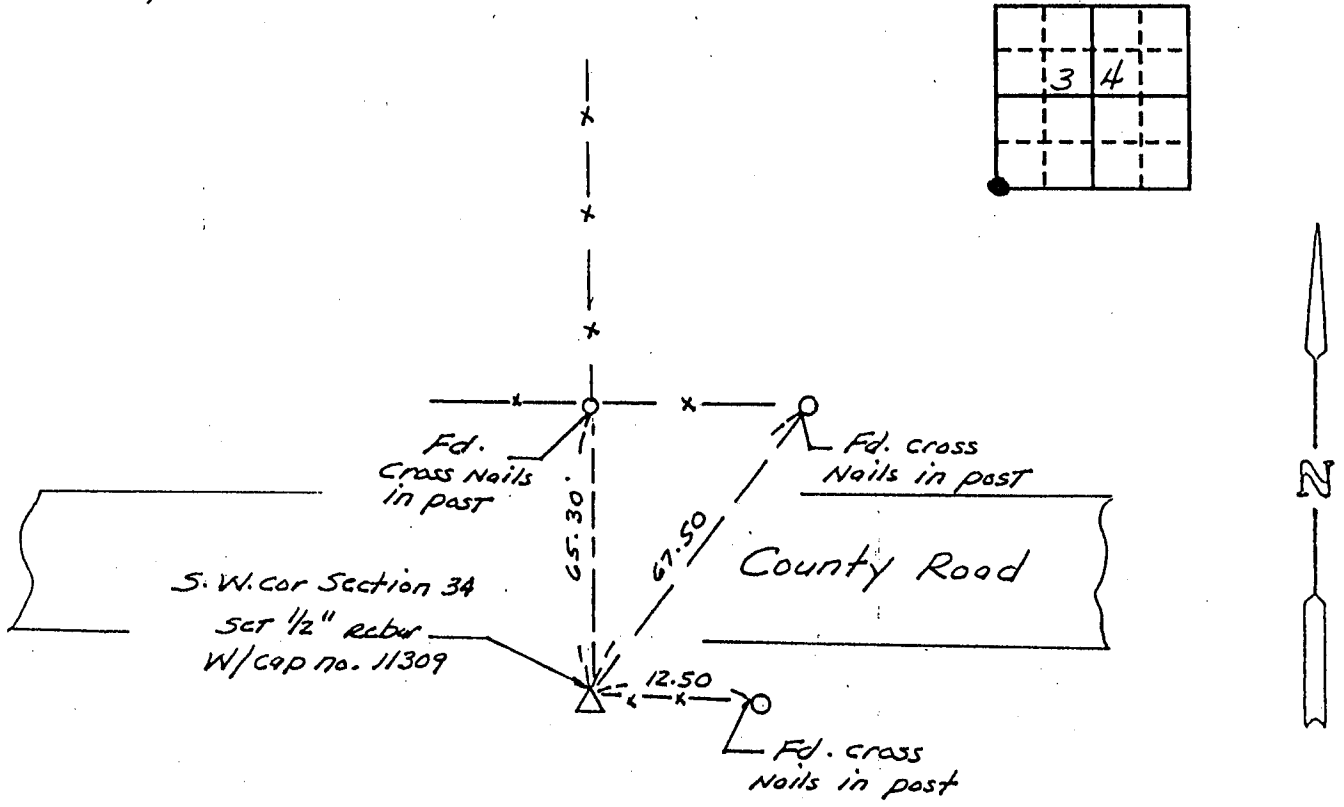 3 4
Fd.
Cross Nails
in post
Fd. cross
Nails in post
65.30'
67.50
County Road
N
S. W. cor Section 34
Set 1/2" Rebar
W/cap no. 11309
12.50
Fd. cross
Nails in post